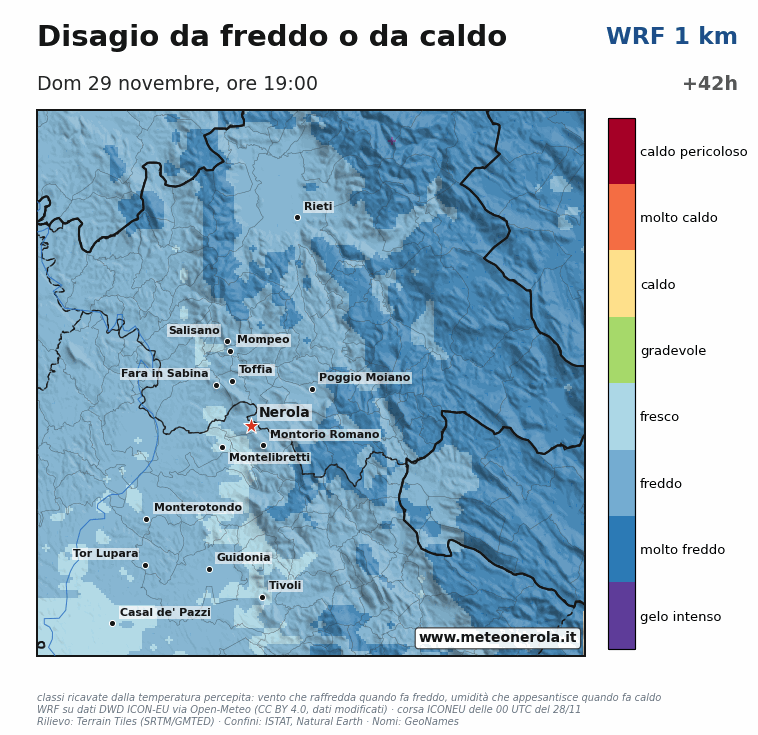 Disagio da freddo o da caldo
WRF 1 km
Dom 29 novembre, ore 19:00
+42h
Rieti
Salisano
Mompeo
Fara in Sabina
Toffia
Poggio Moiano
Nerola
Montorio Romano
Montelibretti
Monterotondo
Tor Lupara
Guidonia
Tivoli
Casal de' Pazzi
www.meteonerola.it
caldo pericoloso
molto caldo
caldo
gradevole
fresco
freddo
molto freddo
gelo intenso
classi ricavate dalla temperatura percepita: vento che raffredda quando fa freddo, umidità che appesantisce quando fa caldo
WRF su dati DWD ICON-EU via Open-Meteo (CC BY 4.0, dati modificati) · corsa ICONEU delle 00 UTC del 28/11
Rilievo: Terrain Tiles (SRTM/GMTED) · Confini: ISTAT, Natural Earth · Nomi: GeoNames